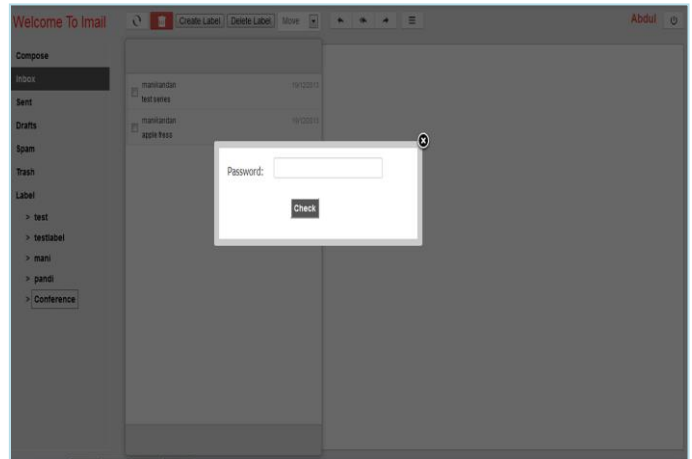 Welcome To Imail
Create Label Delete Label Move
Abdul
Compose
Inbox
Sent
Drafts
Spam
Trash
Label
> test
> testlabel
> mani
> pandi
> Conference
manikandan
test series
manikandan
Password:
Check